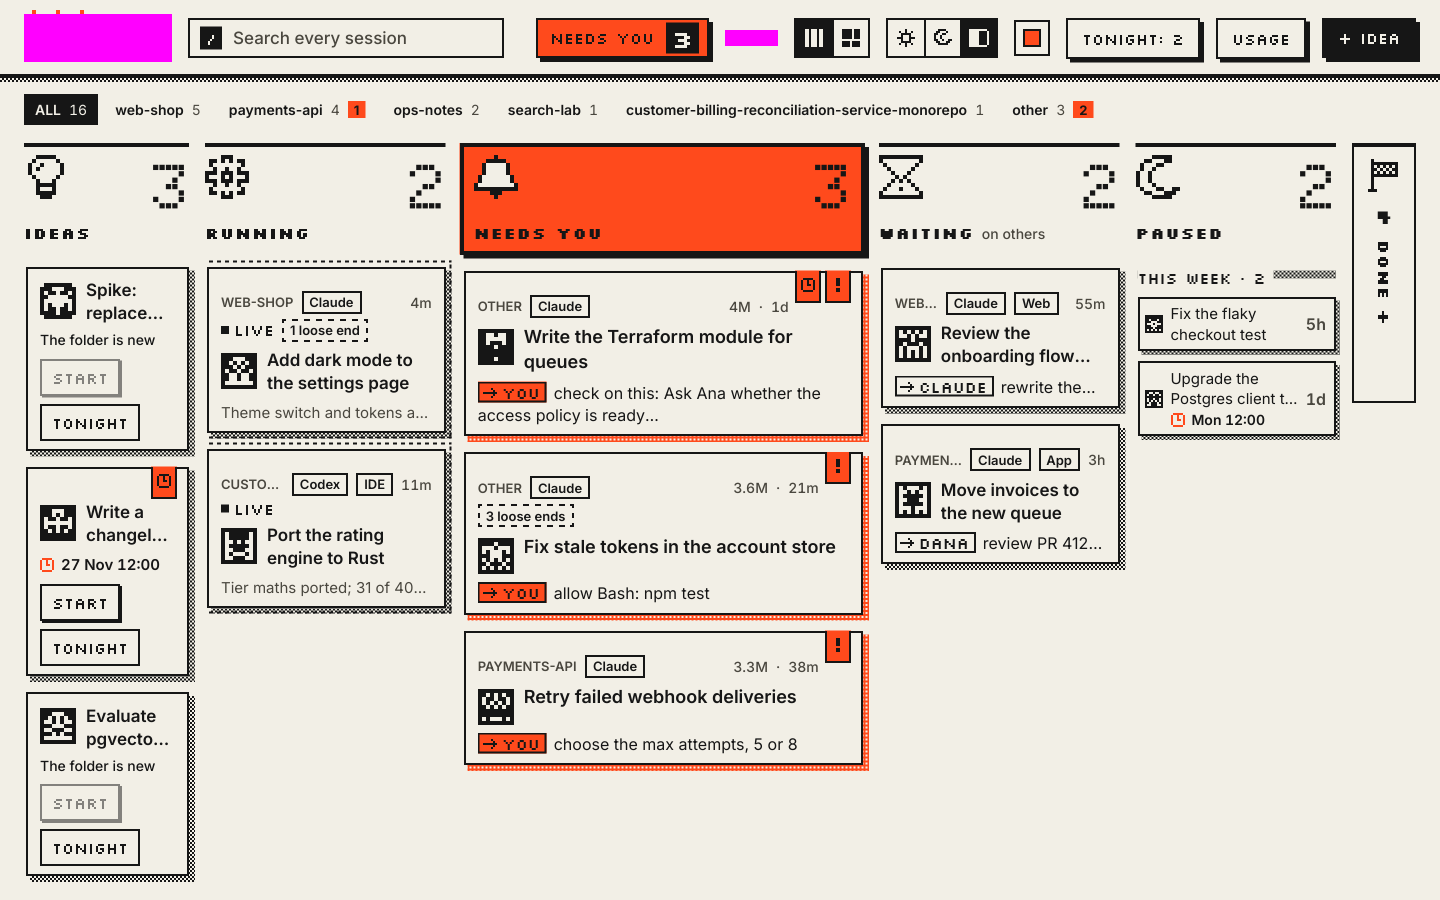 / Search every session
NEEDS YOU 3
TONIGHT: 2
USAGE
+ IDEA
ALL 16
web-shop 5
payments-api 4 1
ops-notes 2
search-lab 1
customer-billing-reconciliation-service-monorepo 1
other 3 2
3
IDEAS
Spike:
replace…
The folder is new
START
TONIGHT
Write a
changel…
27 Nov 12:00
START
TONIGHT
Evaluate
pgvecto…
The folder is new
START
TONIGHT
2
RUNNING
WEB-SHOP Claude 4m
LIVE 1 loose end
Add dark mode to
the settings page
Theme switch and tokens a…
CUSTO… Codex IDE 11m
LIVE
Port the rating
engine to Rust
Tier maths ported; 31 of 40…
3
NEEDS YOU
!
OTHER Claude 4M · 1d
Write the Terraform module for
queues
→ YOU check on this: Ask Ana whether the
access policy is ready…
!
OTHER Claude 3.6M · 21m
3 loose ends
Fix stale tokens in the account store
→ YOU allow Bash: npm test
!
PAYMENTS-API Claude 3.3M · 38m
Retry failed webhook deliveries
→ YOU choose the max attempts, 5 or 8
2
WAITING on others
WEB… Claude Web 55m
Review the
onboarding flow…
→ CLAUDE rewrite the…
PAYMEN… Claude App 3h
Move invoices to
the new queue
→ DANA review PR 412…
2
PAUSED
THIS WEEK · 2
Fix the flaky
checkout test
5h
Upgrade the
Postgres client t…
1d
Mon 12:00
4 DONE +